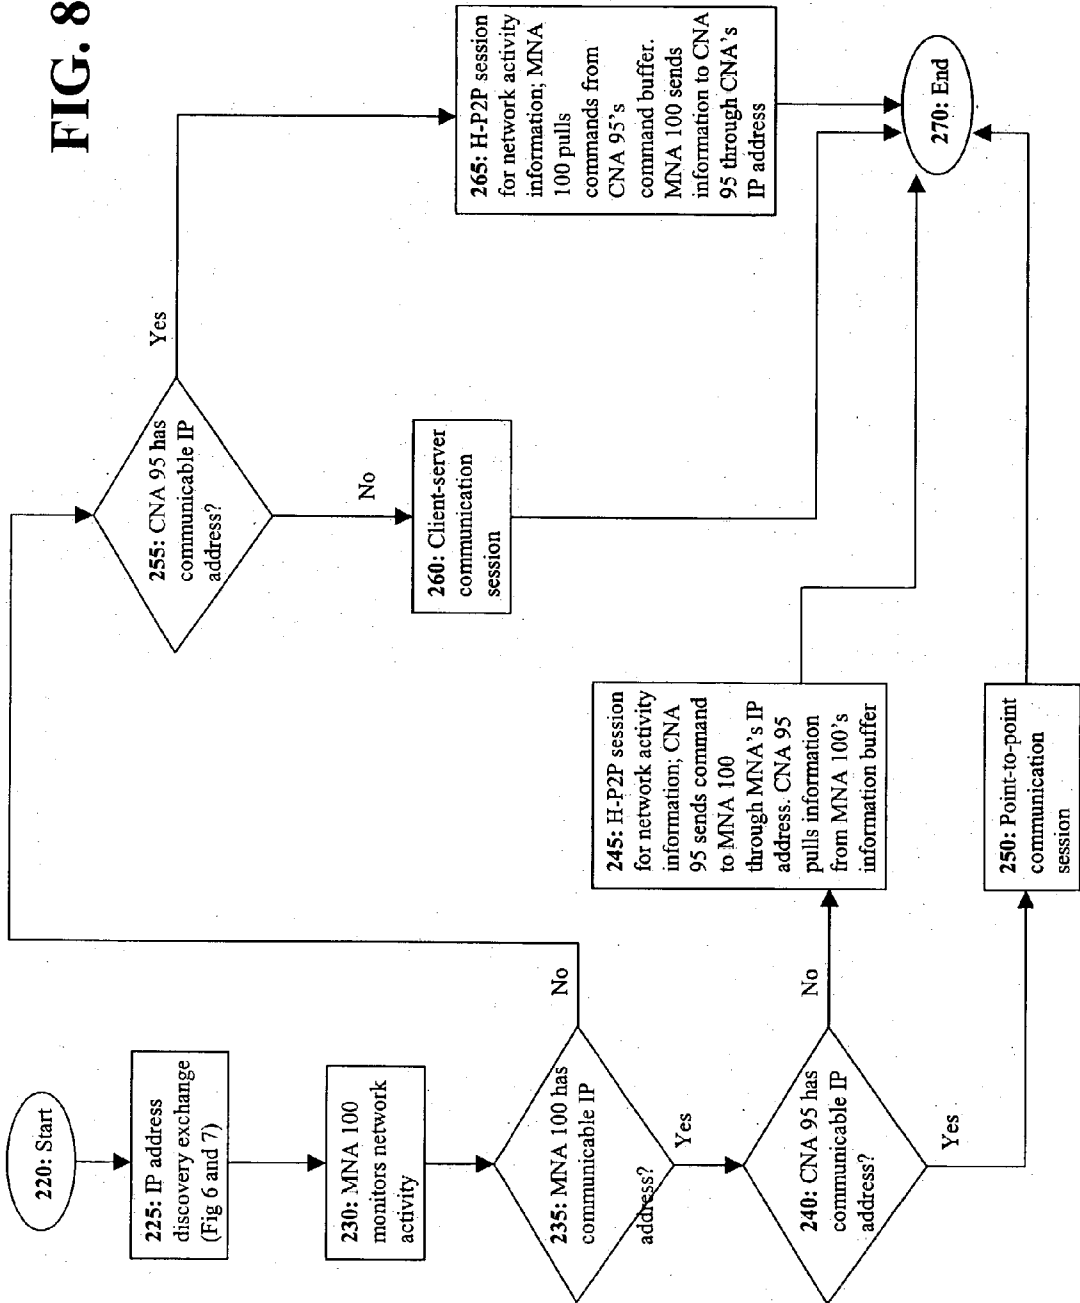 FIG. 8
220: Start
225: IP address
discovery exchange
(Fig 6 and 7)
230: MNA 100
monitors network
activity
235: MNA 100 has
communicable IP
address?
No
Yes
240: CNA 95 has
communicable IP
address?
No
Yes
245: H-P2P session
for network activity
information; CNA
95 sends command
to MNA 100
through MNA's IP
address. CNA 95
pulls information
from MNA 100's
information buffer
250: Point-to-point
communication
session
255: CNA 95 has
communicable IP
address?
Yes
No
260: Client-server
communication
session
265: H-P2P session
for network activity
information; MNA
100 pulls
commands from
CNA 95's
command buffer.
MNA 100 sends
information to CNA
95 through CNA's
IP address
270: End